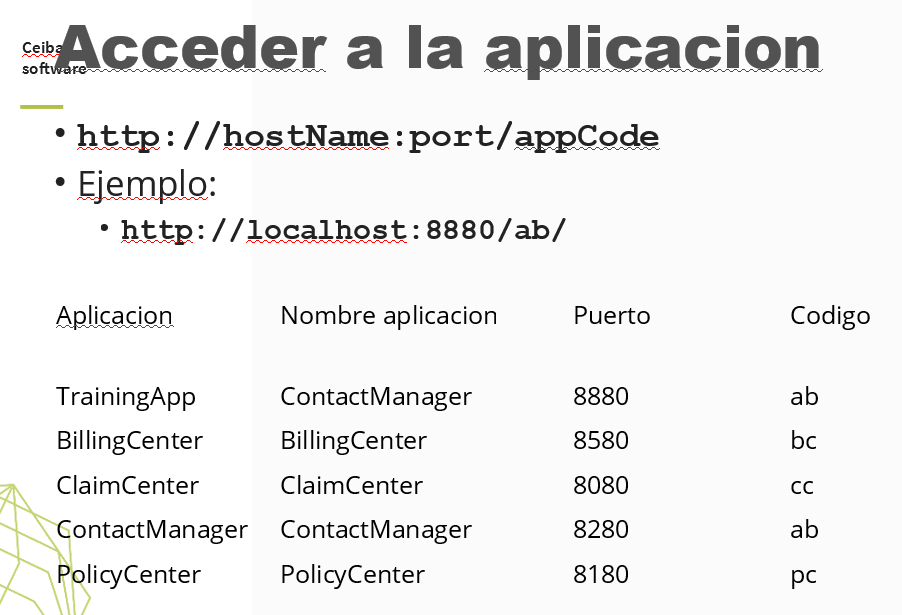 Ceiba
software
Acceder a la aplicacion
• http://hostName:port/appCode
• Ejemplo:
• http://localhost:8880/ab/
Aplicacion Nombre aplicacion Puerto Codigo
TrainingApp ContactManager 8880 ab
BillingCenter BillingCenter 8580 bc
ClaimCenter ClaimCenter 8080 cc
ContactManager ContactManager 8280 ab
PolicyCenter PolicyCenter 8180 pc